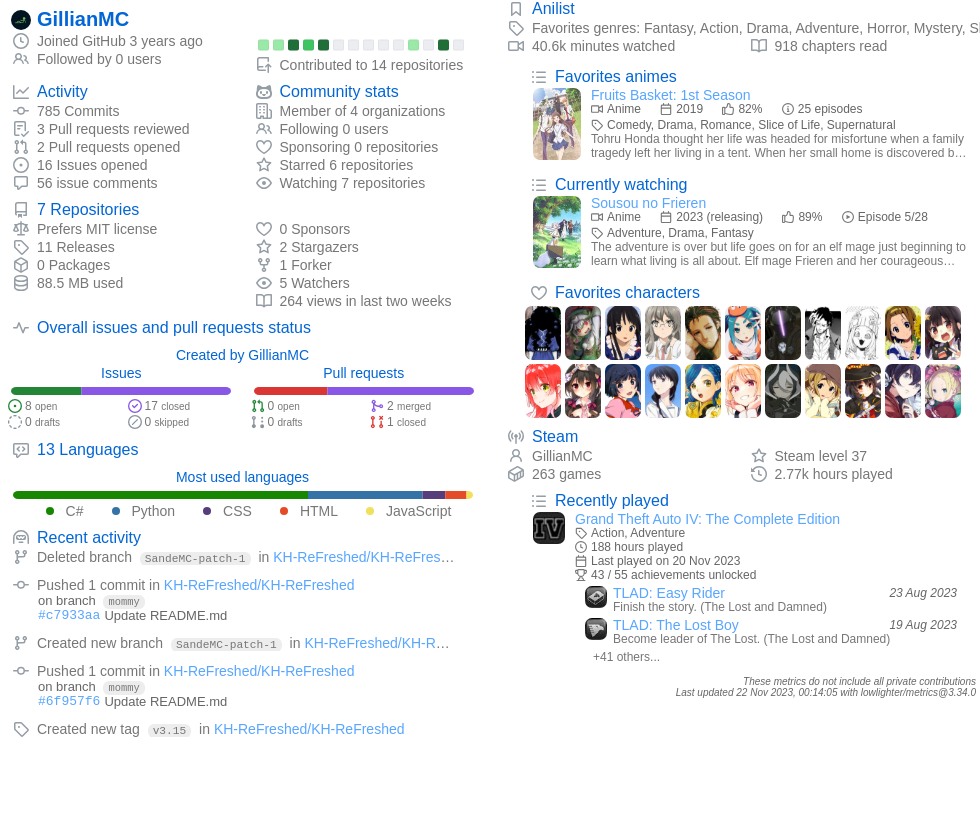 GillianMC
Joined GitHub 3 years ago
Followed by 0 users
Contributed to 14 repositories
Activity
785 Commits
3 Pull requests reviewed
2 Pull requests opened
16 Issues opened
56 issue comments
Community stats
Member of 4 organizations
Following 0 users
Sponsoring 0 repositories
Starred 6 repositories
Watching 7 repositories
7 Repositories
Prefers MIT license
11 Releases
0 Packages
88.5 MB used
0 Sponsors
2 Stargazers
1 Forker
5 Watchers
264 views in last two weeks
Overall issues and pull requests status
Created by GillianMC
Issues
8 open
17 closed
0 drafts
0 skipped
Pull requests
0 open
2 merged
0 drafts
1 closed
13 Languages
Most used languages
C# Python CSS HTML JavaScript
Recent activity
Deleted branch SandeMC-patch-1 in KH-ReFreshed/KH-ReFres…
Pushed 1 commit in KH-ReFreshed/KH-ReFreshed
on branch mommy
#c7933aa Update README.md
Created new branch SandeMC-patch-1 in KH-ReFreshed/KH-R…
Pushed 1 commit in KH-ReFreshed/KH-ReFreshed
on branch mommy
#6f957f6 Update README.md
Created new tag v3.15 in KH-ReFreshed/KH-ReFreshed
Anilist
Favorites genres: Fantasy, Action, Drama, Adventure, Horror, Mystery, Sl
40.6k minutes watched
918 chapters read
Favorites animes
Fruits Basket: 1st Season
Anime 2019 82% 25 episodes
Comedy, Drama, Romance, Slice of Life, Supernatural
Tohru Honda thought her life was headed for misfortune when a family
tragedy left her living in a tent. When her small home is discovered b…
Currently watching
Sousou no Frieren
Anime 2023 (releasing) 89% Episode 5/28
Adventure, Drama, Fantasy
The adventure is over but life goes on for an elf mage just beginning to
learn what living is all about. Elf mage Frieren and her courageous…
Favorites characters
Steam
GillianMC
Steam level 37
263 games
2.77k hours played
Recently played
Grand Theft Auto IV: The Complete Edition
IV
Action, Adventure
188 hours played
Last played on 20 Nov 2023
43 / 55 achievements unlocked
TLAD: Easy Rider 23 Aug 2023
Finish the story. (The Lost and Damned)
TLAD: The Lost Boy 19 Aug 2023
Become leader of The Lost. (The Lost and Damned)
+41 others...
These metrics do not include all private contributions
Last updated 22 Nov 2023, 00:14:05 with lowlighter/metrics@3.34.0